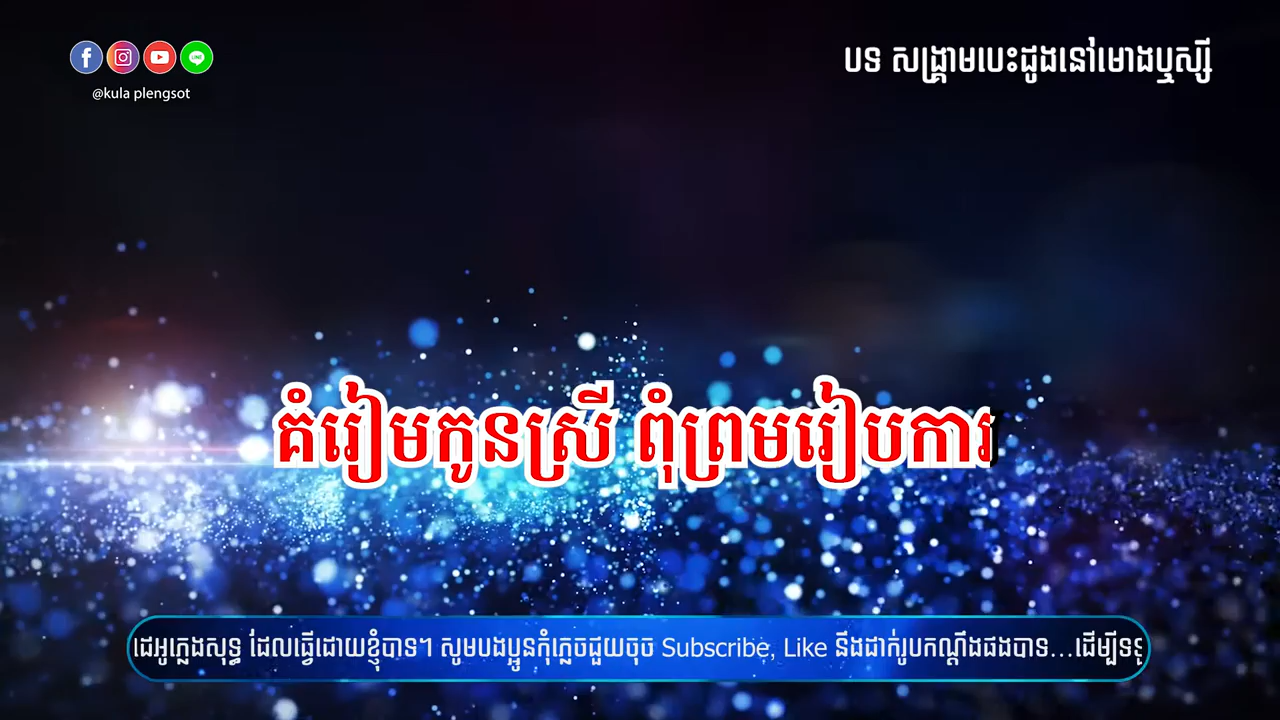 បទ សង្គ្រាមបេះដូងនៅមោងឬស្សី
@kula plengsot
គំរៀមកូនស្រី ពុំព្រមរៀបការ
ដេអូភ្លេងសុទ្ធ ដែលធ្វើដោយខ្ញុំបាទ។ សូមបងប្អូនកុំភ្លេចជួយចុច Subscribe, Like នឹងដាក់រូបកណ្ដឹងផងបាទ...ដើម្បីទទួ